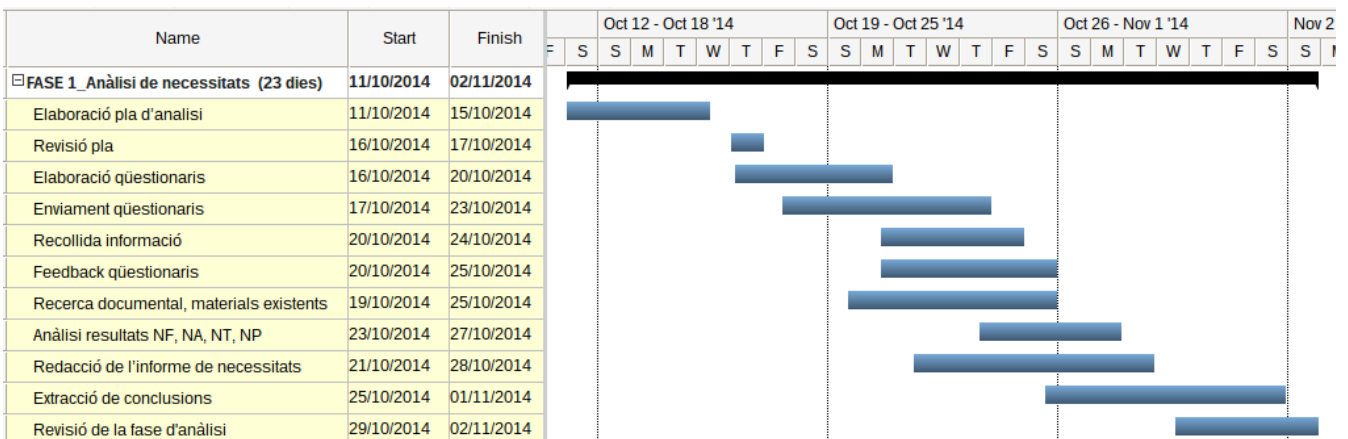 Name Start Finish Oct 12 - Oct 18 '14 Oct 19 - Oct 25 '14 Oct 26 - Nov 1 '14 Nov 2
F S S M T W T F S S M T W T F S S M T W T F S S
FASE 1_Anàlisi de necessitats (23 dies) 11/10/2014 02/11/2014
Elaboració pla d'analisi 11/10/2014 15/10/2014
Revisió pla 16/10/2014 17/10/2014
Elaboració qüestionaris 16/10/2014 20/10/2014
Enviament qüestionaris 17/10/2014 23/10/2014
Recollida informació 20/10/2014 24/10/2014
Feedback qüestionaris 20/10/2014 25/10/2014
Recerca documental, materials existents 19/10/2014 25/10/2014
Anàlisi resultats NF, NA, NT, NP 23/10/2014 27/10/2014
Redacció de l'informe de necessitats 21/10/2014 28/10/2014
Extracció de conclusions 25/10/2014 01/11/2014
Revisió de la fase d'anàlisi 29/10/2014 02/11/2014